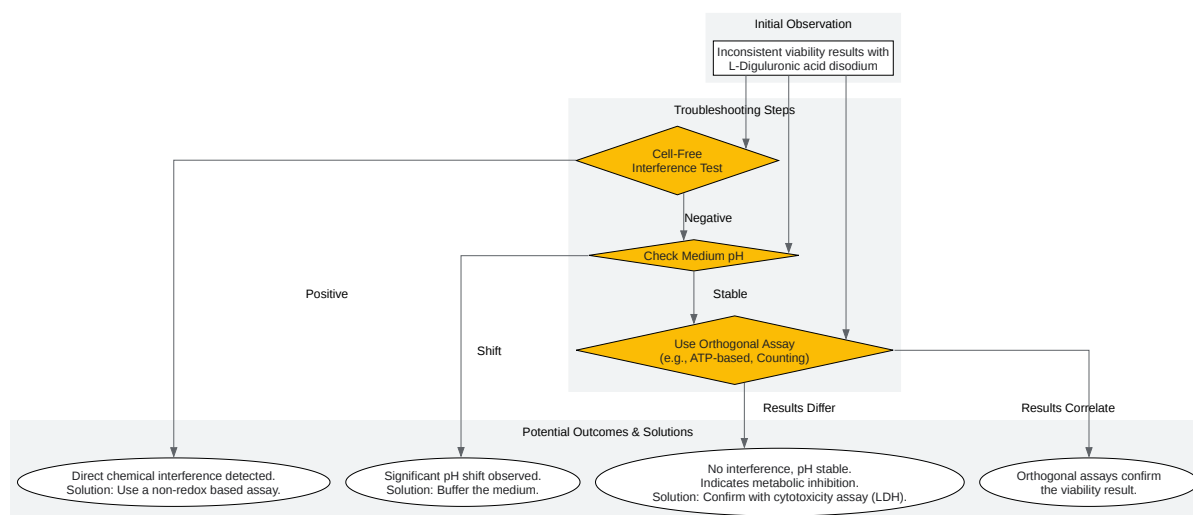 Initial Observation
Inconsistent viability results with
L-Diguluronic acid disodium
Troubleshooting Steps
Cell-Free
Interference Test
Negative
Check Medium pH
Positive
Stable
Shift
Use Orthogonal Assay
(e.g., ATP-based, Counting)
Results Differ
Results Correlate
Potential Outcomes & Solutions
Direct chemical interference detected.
Solution: Use a non-redox based assay.
Significant pH shift observed.
Solution: Buffer the medium.
No interference, pH stable.
Indicates metabolic inhibition.
Solution: Confirm with cytotoxicity assay (LDH).
Orthogonal assays confirm
the viability result.